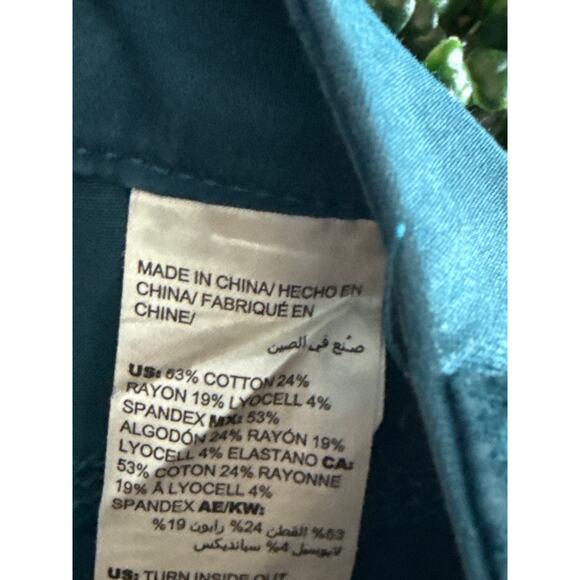 MADE IN CHINA/ HECHO EN
CHINA/ FABRIQUÉ EN
CHINE/
صنع في الصين
US: 53% COTTON 24%
RAYON 19% LYOCELL 4%
SPANDEX MX: 53%
ALGODÓN 24% RAYÓN 19%
LYOCELL 4% ELASTANO CA:
53% COTON 24% RAYONNE
19% Á LYOCELL 4%
SPANDEX AE/KW:
53% القطن 24% رايون 19%
لايوسيل 4% سبانديكس
US: TURN INSIDE OUT